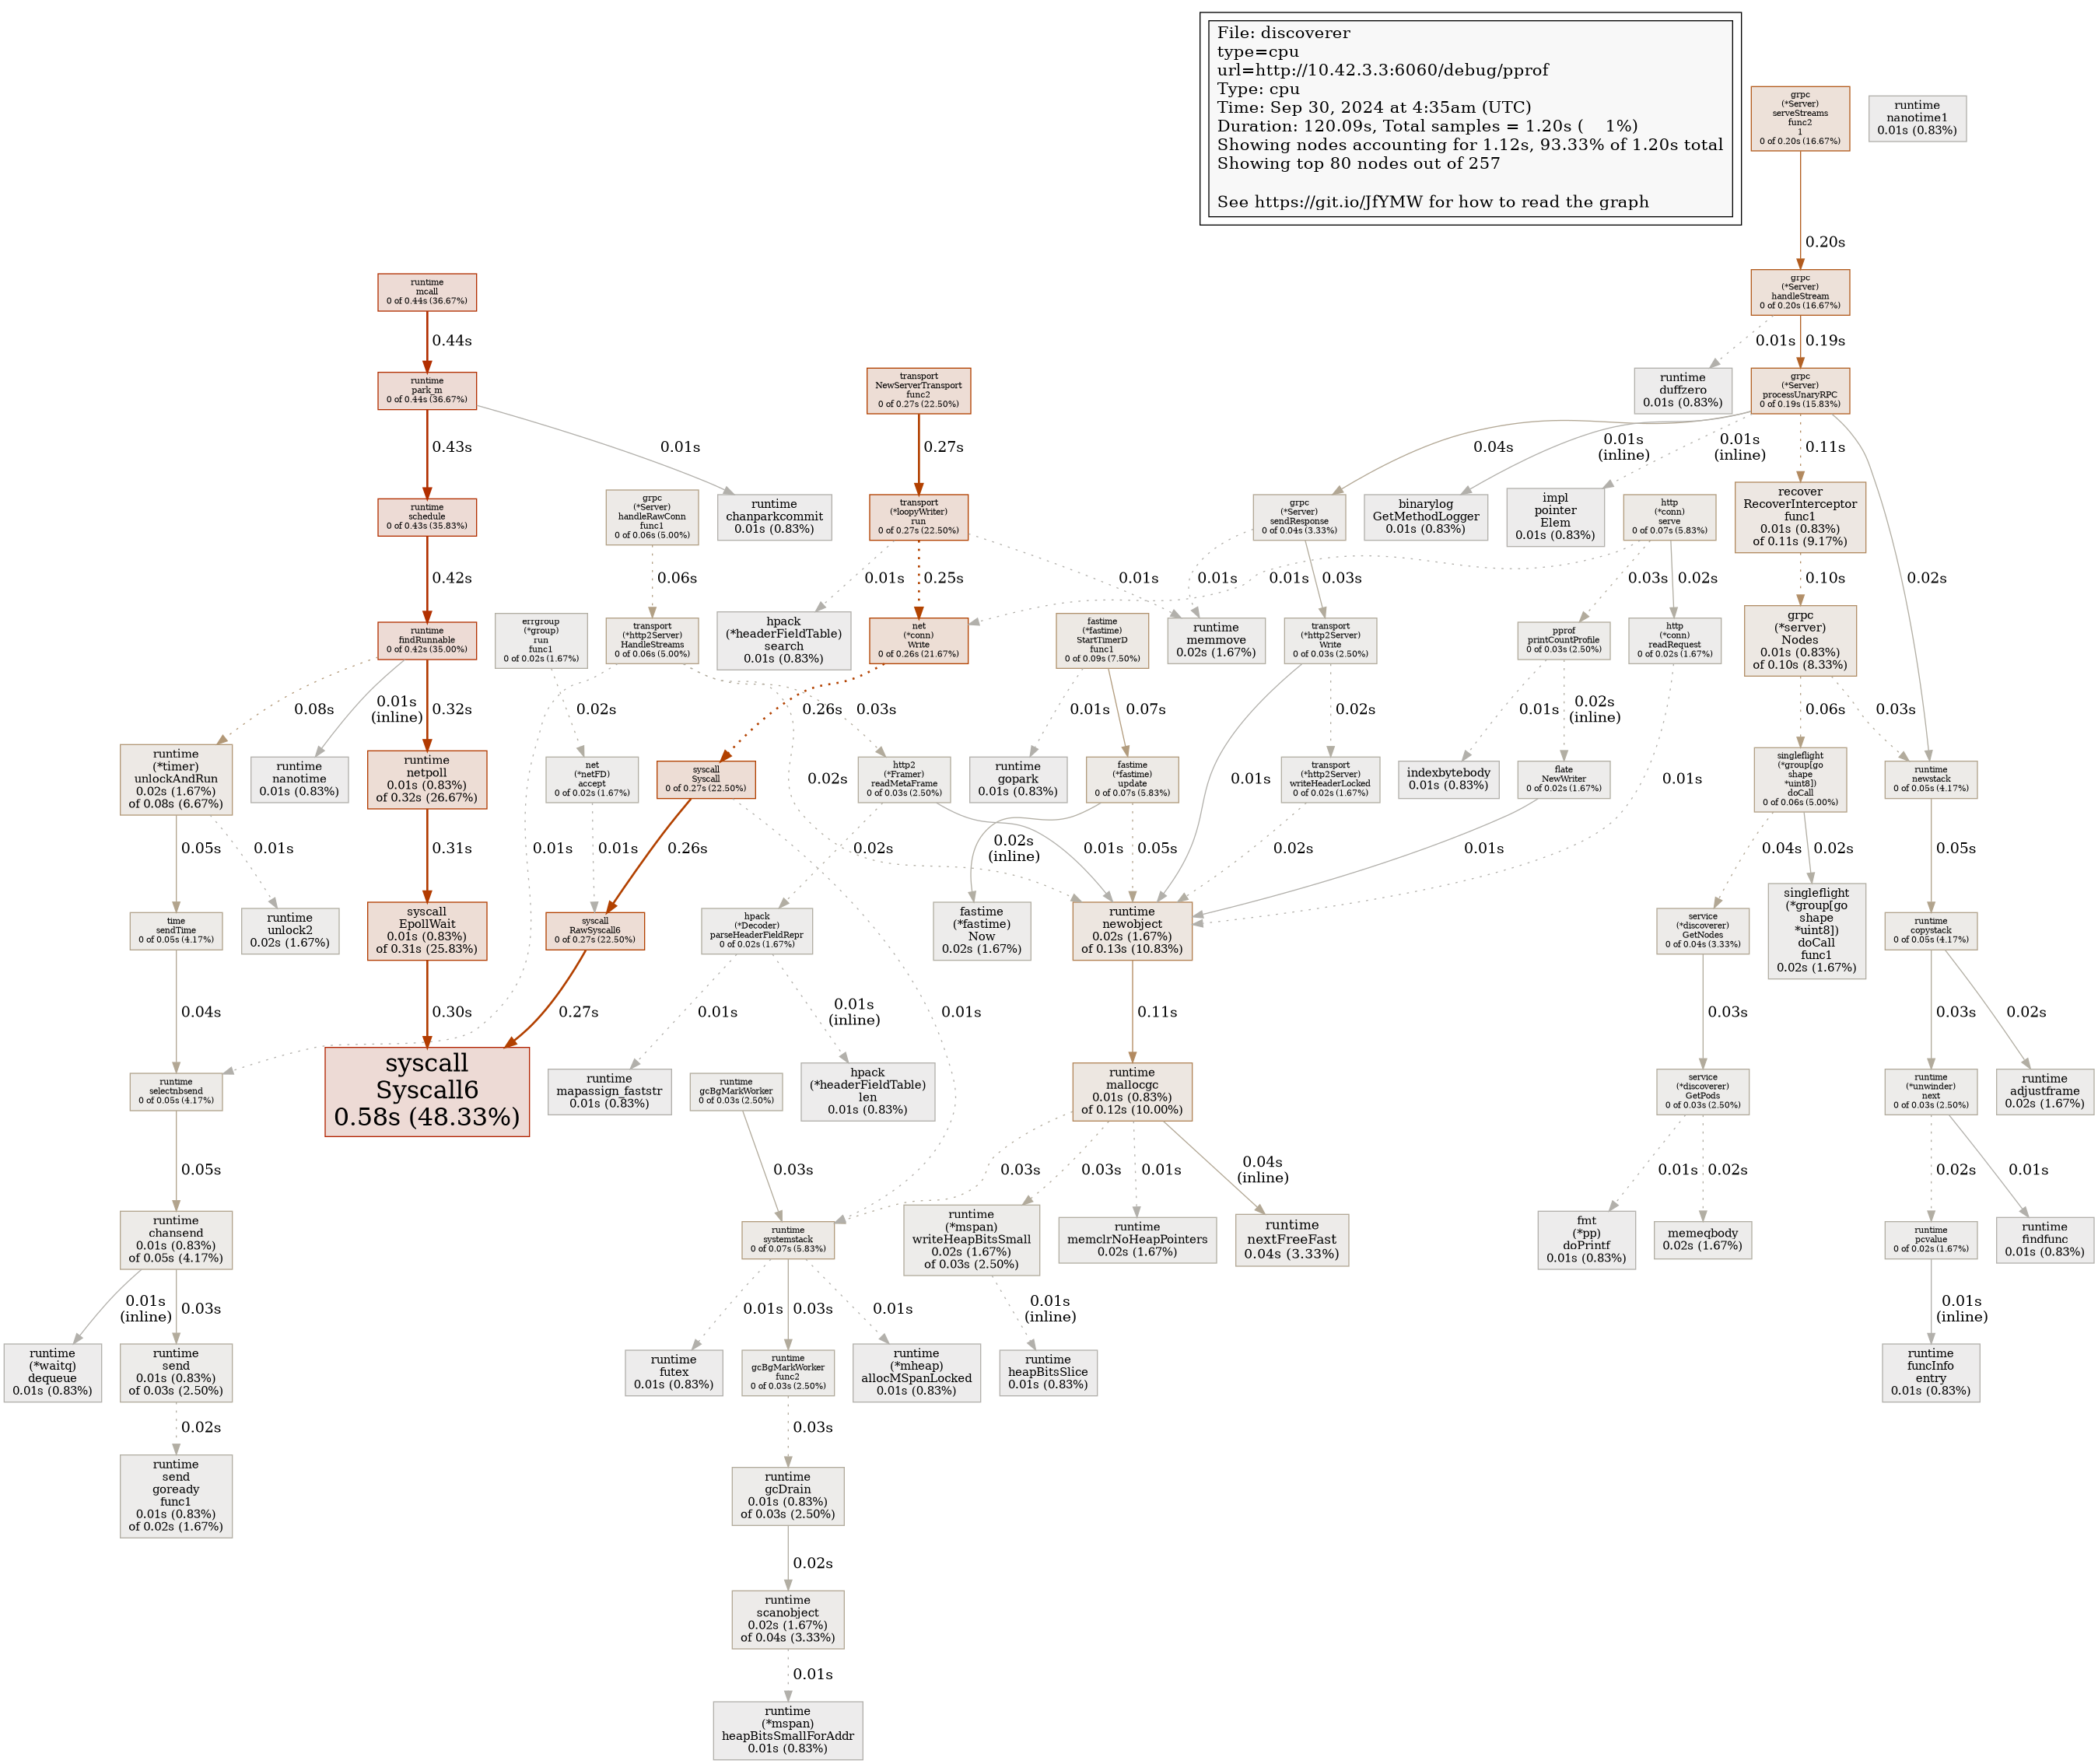 File: discoverer
type=cpu
url=http://10.42.3.3:6060/debug/pprof
Type: cpu
Time: Sep 30, 2024 at 4:35am (UTC)
Duration: 120.09s, Total samples = 1.20s ( 1%)
Showing nodes accounting for 1.12s, 93.33% of 1.20s total
Showing top 80 nodes out of 257
See https://git.io/JfYMW for how to read the graph
grpc
(*Server)
serveStreams
func2
1
0 of 0.20s (16.67%)
runtime
nanotime1
0.01s (0.83%)
0.20s
runtime
mcall
0 of 0.44s (36.67%)
grpc
(*Server)
handleStream
0 of 0.20s (16.67%)
0.44s
0.01s
0.19s
runtime
park_m
0 of 0.44s (36.67%)
transport
NewServerTransport
func2
0 of 0.27s (22.50%)
runtime
duffzero
0.01s (0.83%)
grpc
(*Server)
processUnaryRPC
0 of 0.19s (15.83%)
0.43s
0.01s
0.27s
0.04s
0.01s
(inline)
0.01s
(inline)
0.11s
0.02s
runtime
schedule
0 of 0.43s (35.83%)
grpc
(*Server)
handleRawConn
func1
0 of 0.06s (5.00%)
runtime
chanparkcommit
0.01s (0.83%)
transport
(*loopyWriter)
run
0 of 0.27s (22.50%)
grpc
(*Server)
sendResponse
0 of 0.04s (3.33%)
binarylog
GetMethodLogger
0.01s (0.83%)
impl
pointer
Elem
0.01s (0.83%)
http
(*conn)
serve
0 of 0.07s (5.83%)
recover
RecoverInterceptor
func1
0.01s (0.83%)
of 0.11s (9.17%)
0.42s
0.06s
0.01s
0.25s
0.01s
0.01s
0.03s
0.01s
0.03s
0.02s
0.10s
runtime
findRunnable
0 of 0.42s (35.00%)
errgroup
(*group)
run
func1
0 of 0.02s (1.67%)
transport
(*http2Server)
HandleStreams
0 of 0.06s (5.00%)
hpack
(*headerFieldTable)
search
0.01s (0.83%)
net
(*conn)
Write
0 of 0.26s (21.67%)
fastime
(*fastime)
StartTimerD
func1
0 of 0.09s (7.50%)
runtime
memmove
0.02s (1.67%)
transport
(*http2Server)
Write
0 of 0.03s (2.50%)
pprof
printCountProfile
0 of 0.03s (2.50%)
http
(*conn)
readRequest
0 of 0.02s (1.67%)
grpc
(*server)
Nodes
0.01s (0.83%)
of 0.10s (8.33%)
0.08s
0.01s
(inline)
0.32s
0.02s
0.01s
0.02s
0.03s
0.26s
0.01s
0.07s
0.01s
0.02s
0.01s
0.02s
(inline)
0.01s
0.06s
0.03s
runtime
(*timer)
unlockAndRun
0.02s (1.67%)
of 0.08s (6.67%)
runtime
nanotime
0.01s (0.83%)
runtime
netpoll
0.01s (0.83%)
of 0.32s (26.67%)
net
(*netFD)
accept
0 of 0.02s (1.67%)
syscall
Syscall
0 of 0.27s (22.50%)
http2
(*Framer)
readMetaFrame
0 of 0.03s (2.50%)
runtime
gopark
0.01s (0.83%)
fastime
(*fastime)
update
0 of 0.07s (5.83%)
transport
(*http2Server)
writeHeaderLocked
0 of 0.02s (1.67%)
indexbytebody
0.01s (0.83%)
flate
NewWriter
0 of 0.02s (1.67%)
singleflight
(*group[go
shape
*uint8])
doCall
0 of 0.06s (5.00%)
runtime
newstack
0 of 0.05s (4.17%)
0.05s
0.01s
0.31s
0.01s
0.26s
0.01s
0.02s
0.01s
0.02s
(inline)
0.05s
0.02s
0.01s
0.04s
0.02s
0.05s
time
sendTime
0 of 0.05s (4.17%)
runtime
unlock2
0.02s (1.67%)
syscall
EpollWait
0.01s (0.83%)
of 0.31s (25.83%)
syscall
RawSyscall6
0 of 0.27s (22.50%)
hpack
(*Decoder)
parseHeaderFieldRepr
0 of 0.02s (1.67%)
fastime
(*fastime)
Now
0.02s (1.67%)
runtime
newobject
0.02s (1.67%)
of 0.13s (10.83%)
service
(*discoverer)
GetNodes
0 of 0.04s (3.33%)
singleflight
(*group[go
shape
*uint8])
doCall
func1
0.02s (1.67%)
runtime
copystack
0 of 0.05s (4.17%)
0.04s
0.30s
0.27s
0.01s
0.01s
(inline)
0.11s
0.03s
0.03s
0.02s
runtime
selectnbsend
0 of 0.05s (4.17%)
syscall
Syscall6
0.58s (48.33%)
runtime
mapassign_faststr
0.01s (0.83%)
runtime
gcBgMarkWorker
0 of 0.03s (2.50%)
hpack
(*headerFieldTable)
len
0.01s (0.83%)
runtime
mallocgc
0.01s (0.83%)
of 0.12s (10.00%)
service
(*discoverer)
GetPods
0 of 0.03s (2.50%)
runtime
(*unwinder)
next
0 of 0.03s (2.50%)
runtime
adjustframe
0.02s (1.67%)
0.05s
0.03s
0.03s
0.03s
0.01s
0.04s
(inline)
0.01s
0.02s
0.02s
0.01s
runtime
chansend
0.01s (0.83%)
of 0.05s (4.17%)
runtime
systemstack
0 of 0.07s (5.83%)
runtime
(*mspan)
writeHeapBitsSmall
0.02s (1.67%)
of 0.03s (2.50%)
runtime
memclrNoHeapPointers
0.02s (1.67%)
runtime
nextFreeFast
0.04s (3.33%)
fmt
(*pp)
doPrintf
0.01s (0.83%)
memeqbody
0.02s (1.67%)
runtime
pcvalue
0 of 0.02s (1.67%)
runtime
findfunc
0.01s (0.83%)
0.01s
(inline)
0.03s
0.01s
0.03s
0.01s
0.01s
(inline)
0.01s
(inline)
runtime
(*waitq)
dequeue
0.01s (0.83%)
runtime
send
0.01s (0.83%)
of 0.03s (2.50%)
runtime
futex
0.01s (0.83%)
runtime
gcBgMarkWorker
func2
0 of 0.03s (2.50%)
runtime
(*mheap)
allocMSpanLocked
0.01s (0.83%)
runtime
heapBitsSlice
0.01s (0.83%)
runtime
funcInfo
entry
0.01s (0.83%)
0.02s
0.03s
runtime
send
goready
func1
0.01s (0.83%)
of 0.02s (1.67%)
runtime
gcDrain
0.01s (0.83%)
of 0.03s (2.50%)
0.02s
runtime
scanobject
0.02s (1.67%)
of 0.04s (3.33%)
0.01s
runtime
(*mspan)
heapBitsSmallForAddr
0.01s (0.83%)